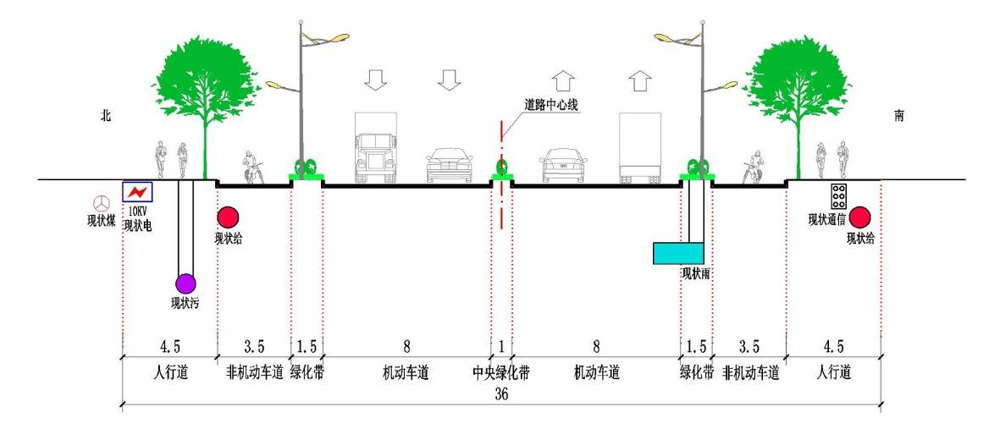 道路中心线
北
南
现状煤
10KV
现状电
现状给
现状污
现状雨
现状通信
现状给
4.5
3.5
1.5
8
1
8
1.5
3.5
4.5
人行道
非机动车道
绿化带
机动车道
中央绿化带
机动车道
绿化带
非机动车道
人行道
36